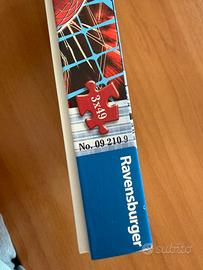 3x49
No. 09 210 9
Ravensburger
subito